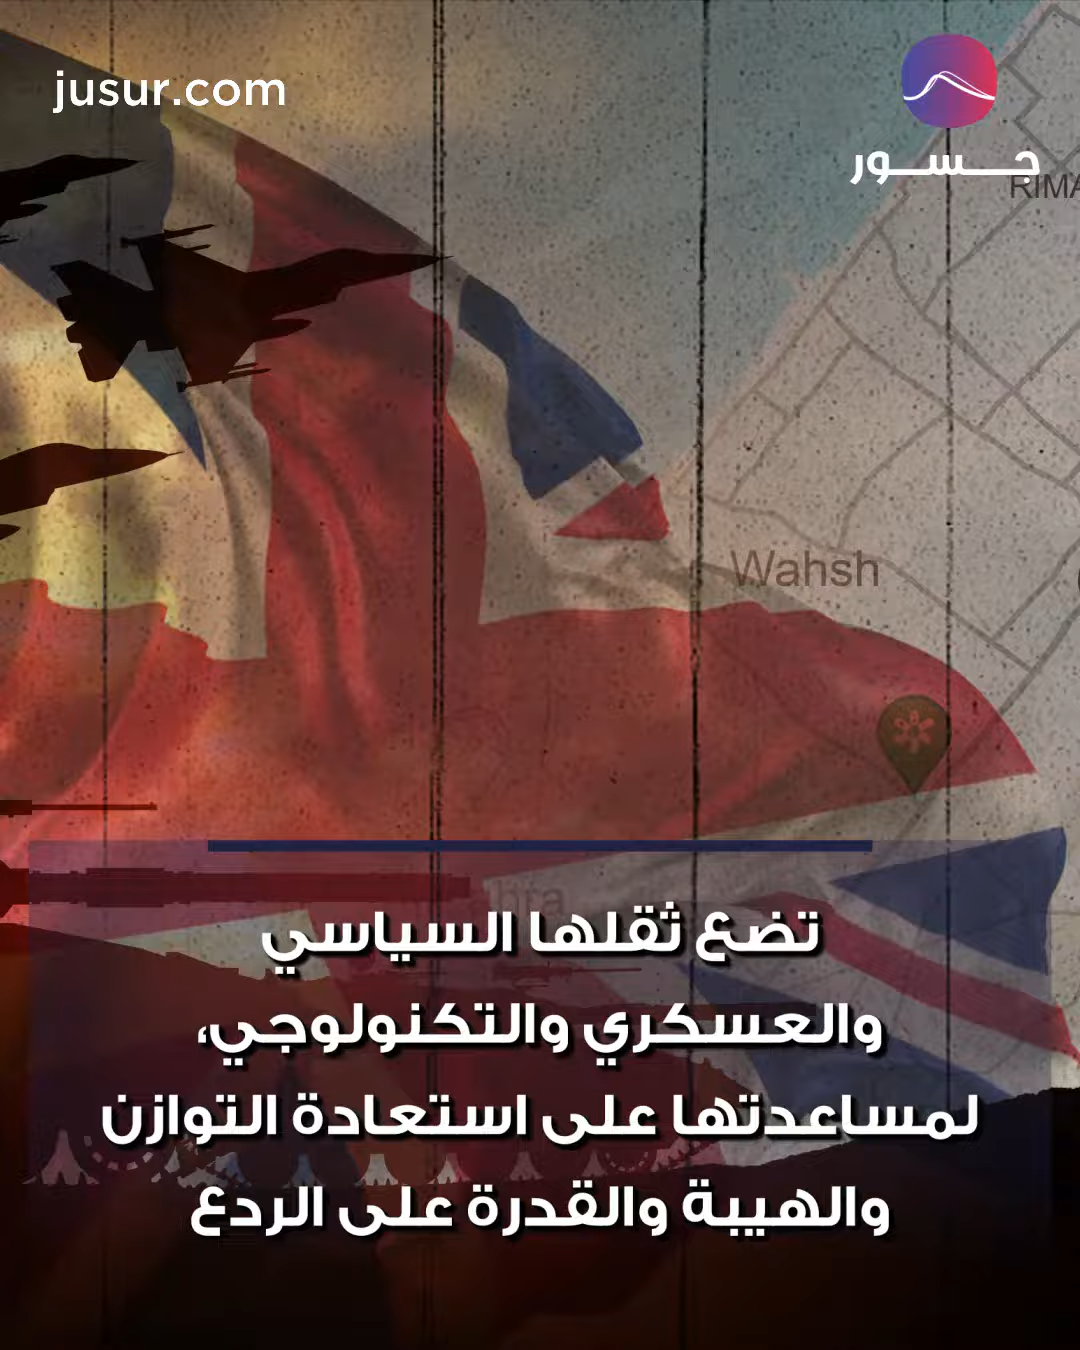 jusur.com
جسور
RIMA
Wahsh
تضع ثقلها السياسي
والعسكري والتكنولوجي،
لمساعدتها على استعادة التوازن
والهيبة والقدرة على الردع